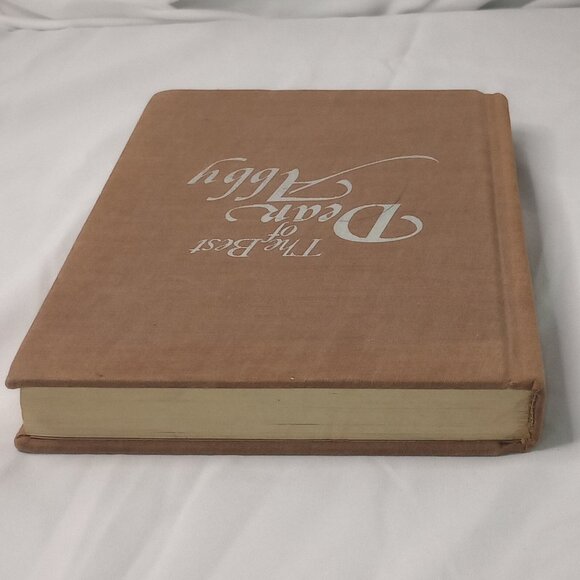 The Best
of
Dear
Abby